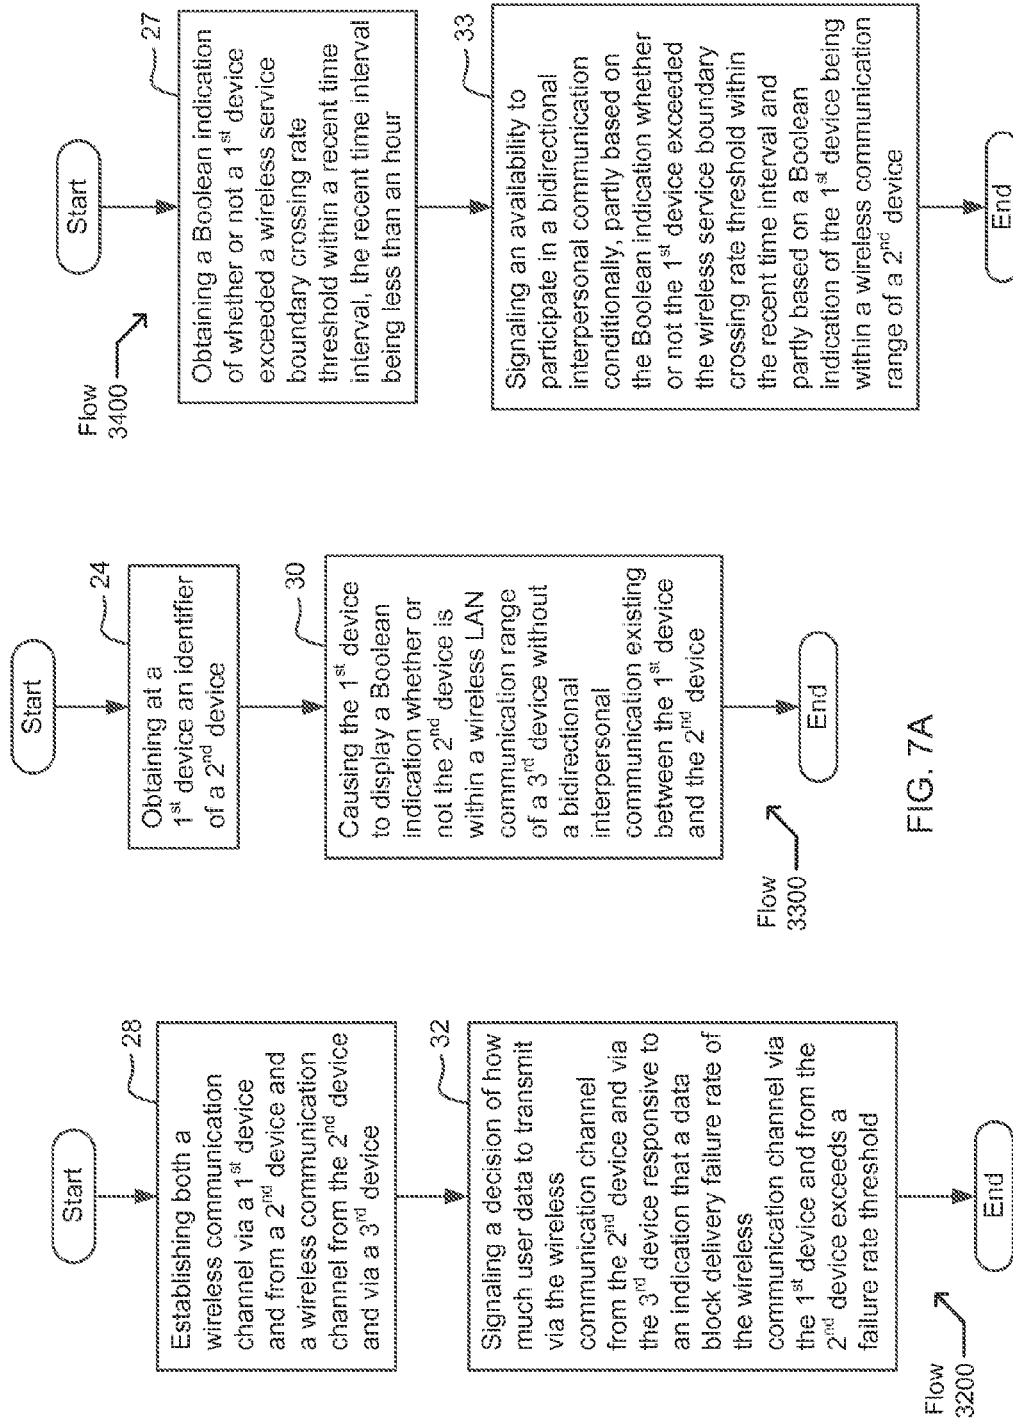 Start
28
Establishing both a
wireless communication
channel via a 1st device
and from a 2nd device and
a wireless communication
channel from the 2nd device
and via a 3rd device
32
Signaling a decision of how
much user data to transmit
via the wireless
communication channel
from the 2nd device and via
the 3rd device responsive to
an indication that a data
block delivery failure rate of
the wireless
communication channel via
the 1st device and from the
2nd device exceeds a
failure rate threshold
End
Flow
3200
Start
24
Obtaining at a
1st device an identifier
of a 2nd device
30
Causing the 1st device
to display a Boolean
indication whether or
not the 2nd device is
within a wireless LAN
communication range
of a 3rd device without
a bidirectional
interpersonal
communication existing
between the 1st device
and the 2nd device
Flow
3300
End
Start
Flow
3400
27
Obtaining a Boolean indication
of whether or not a 1st device
exceeded a wireless service
boundary crossing rate
threshold within a recent time
interval, the recent time interval
being less than an hour
33
Signaling an availability to
participate in a bidirectional
interpersonal communication
conditionally, partly based on
the Boolean indication whether
or not the 1st device exceeded
the wireless service boundary
crossing rate threshold within
the recent time interval and
partly based on a Boolean
indication of the 1st device being
within a wireless communication
range of a 2nd device
End
FIG. 7A